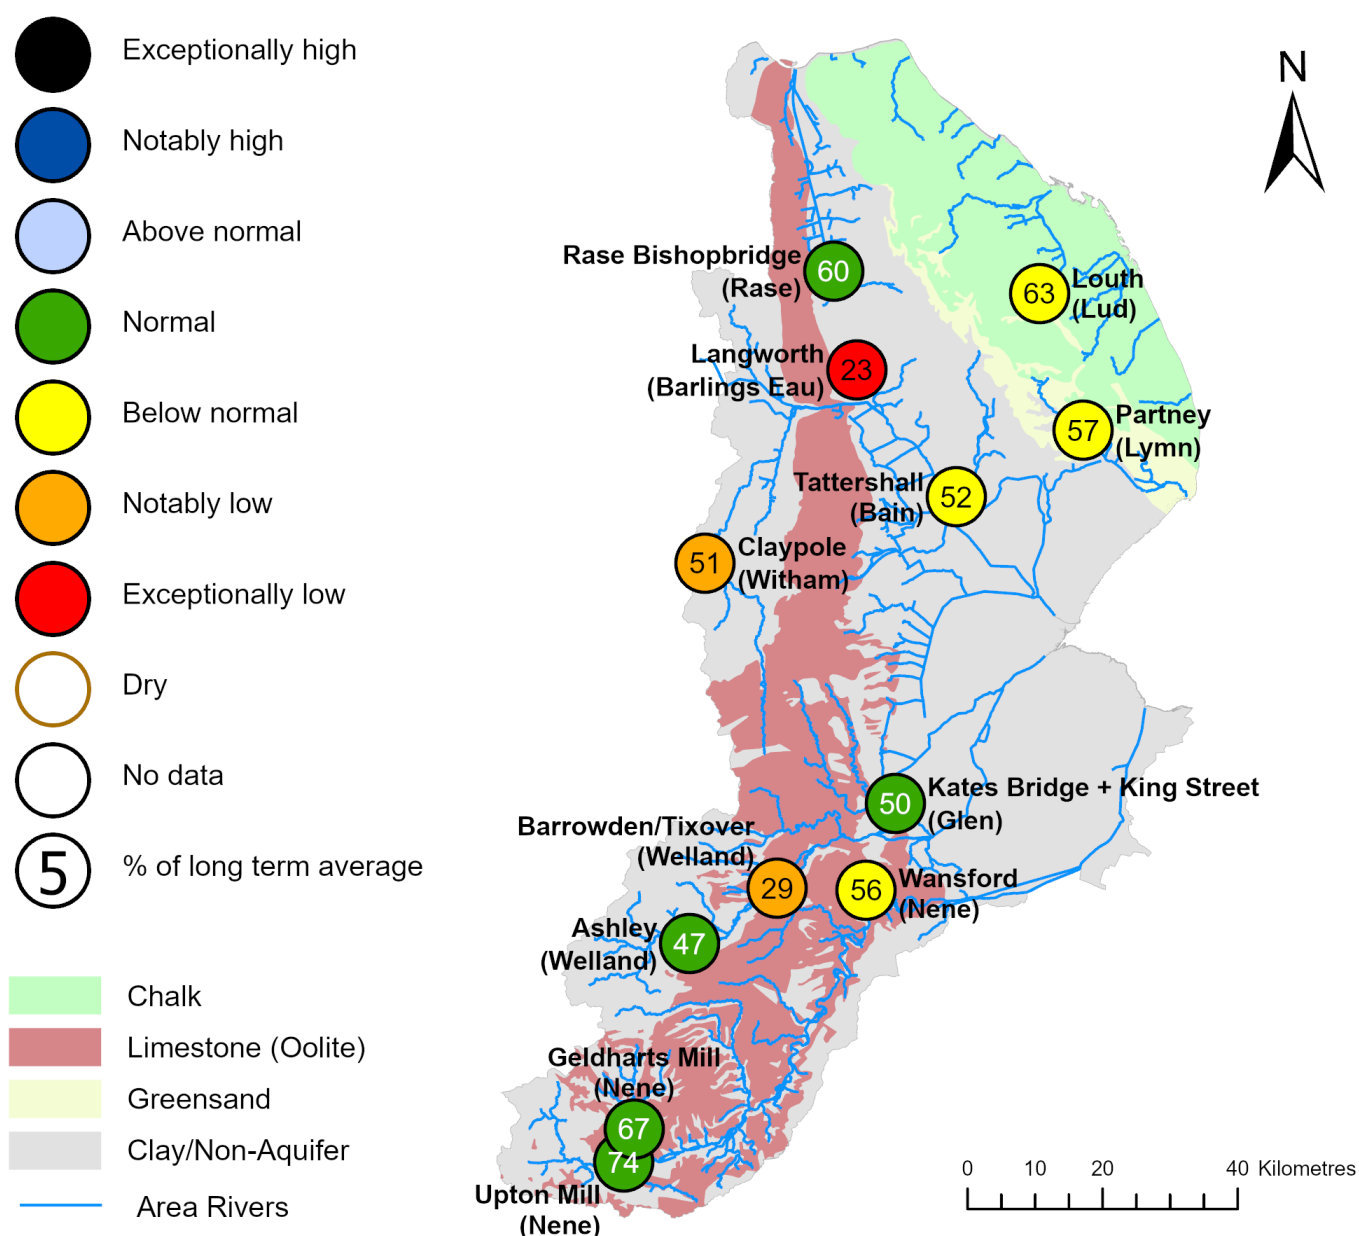 Exceptionally high
Notably high
Above normal
Normal
Below normal
Notably low
Exceptionally low
Dry
No data
5
% of long term average
Chalk
Limestone (Oolite)
Greensand
Clay/Non-Aquifer
Area Rivers
N
Rase Bishopbridge
(Rase)
60
63
Louth
(Lud)
Langworth
(Barlings Eau)
23
57
Partney
(Lymn)
Tattershall
(Bain)
52
51
Claypole
(Witham)
50
Kates Bridge + King Street
(Glen)
Barrowden/Tixover
(Welland)
29
56
Wansford
(Nene)
Ashley
(Welland)
47
Geldharts Mill
(Nene)
67
74
Upton Mill
(Nene)
0 10 20 40 Kilometres